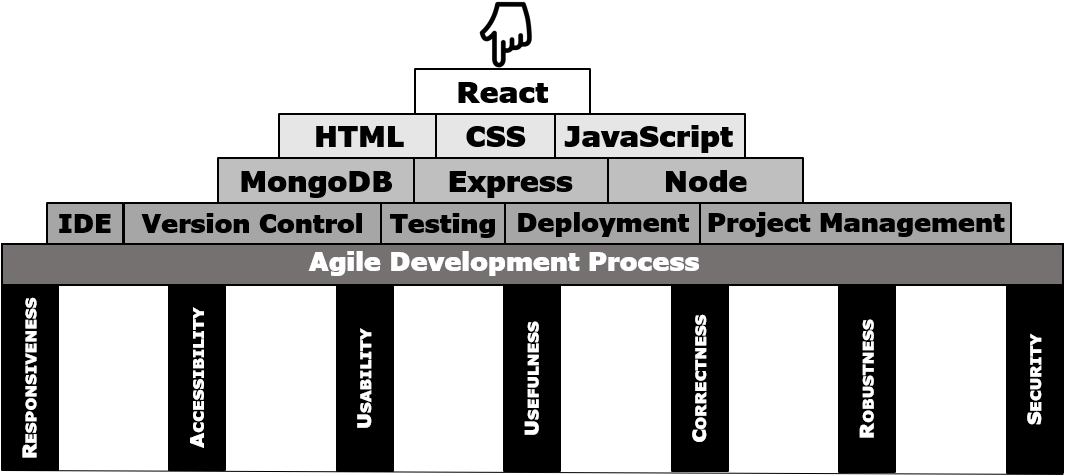 React
HTML CSS JavaScript
MongoDB Express Node
IDE Version Control Testing Deployment Project Management
Agile Development Process
RESPONSIVENESS
ACCESSIBILITY
USABILITY
USEFULNESS
CORRECTNESS
ROBUSTNESS
SECURITY